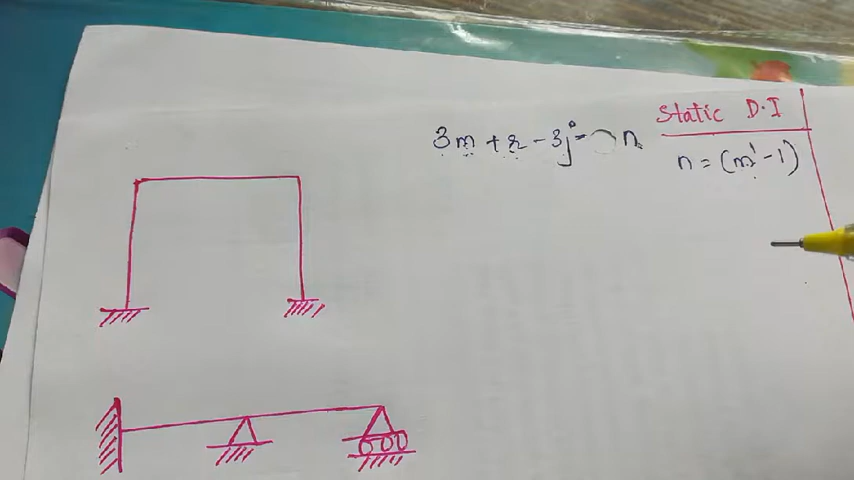 Static D.I
3m + r - 3j - n
n = (m' - 1)